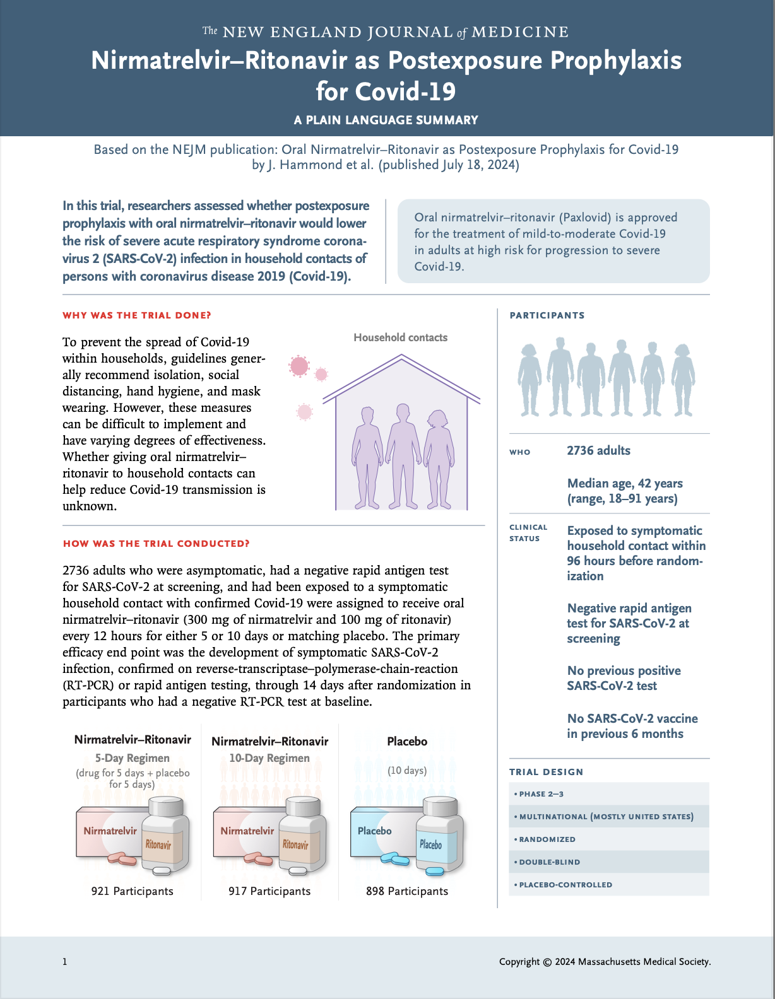 The NEW ENGLAND JOURNAL of MEDICINE
Nirmatrelvir–Ritonavir as Postexposure Prophylaxis
for Covid-19
A PLAIN LANGUAGE SUMMARY
Based on the NEJM publication: Oral Nirmatrelvir–Ritonavir as Postexposure Prophylaxis for Covid-19
by J. Hammond et al. (published July 18, 2024)
In this trial, researchers assessed whether postexposure
prophylaxis with oral nirmatrelvir–ritonavir would lower
the risk of severe acute respiratory syndrome corona-
virus 2 (SARS-CoV-2) infection in household contacts of
persons with coronavirus disease 2019 (Covid-19).
Oral nirmatrelvir–ritonavir (Paxlovid) is approved
for the treatment of mild-to-moderate Covid-19
in adults at high risk for progression to severe
Covid-19.
WHY WAS THE TRIAL DONE?
To prevent the spread of Covid-19
within households, guidelines gener-
ally recommend isolation, social
distancing, hand hygiene, and mask
wearing. However, these measures
can be difficult to implement and
have varying degrees of effectiveness.
Whether giving oral nirmatrelvir–
ritonavir to household contacts can
help reduce Covid-19 transmission is
unknown.
Household contacts
HOW WAS THE TRIAL CONDUCTED?
2736 adults who were asymptomatic, had a negative rapid antigen test
for SARS-CoV-2 at screening, and had been exposed to a symptomatic
household contact with confirmed Covid-19 were assigned to receive oral
nirmatrelvir–ritonavir (300 mg of nirmatrelvir and 100 mg of ritonavir)
every 12 hours for either 5 or 10 days or matching placebo. The primary
efficacy end point was the development of symptomatic SARS-CoV-2
infection, confirmed on reverse-transcriptase–polymerase-chain-reaction
(RT-PCR) or rapid antigen testing, through 14 days after randomization in
participants who had a negative RT-PCR test at baseline.
Nirmatrelvir–Ritonavir
5-Day Regimen
(drug for 5 days + placebo
for 5 days)
Nirmatrelvir
Ritonavir
921 Participants
Nirmatrelvir–Ritonavir
10-Day Regimen
Nirmatrelvir
Ritonavir
917 Participants
Placebo
(10 days)
Placebo
Placebo
898 Participants
PARTICIPANTS
WHO
2736 adults
Median age, 42 years
(range, 18–91 years)
CLINICAL
STATUS
Exposed to symptomatic
household contact within
96 hours before random-
ization
Negative rapid antigen
test for SARS-CoV-2 at
screening
No previous positive
SARS-CoV-2 test
No SARS-CoV-2 vaccine
in previous 6 months
TRIAL DESIGN
• PHASE 2–3
• MULTINATIONAL (MOSTLY UNITED STATES)
• RANDOMIZED
• DOUBLE-BLIND
• PLACEBO-CONTROLLED
1
Copyright © 2024 Massachusetts Medical Society.